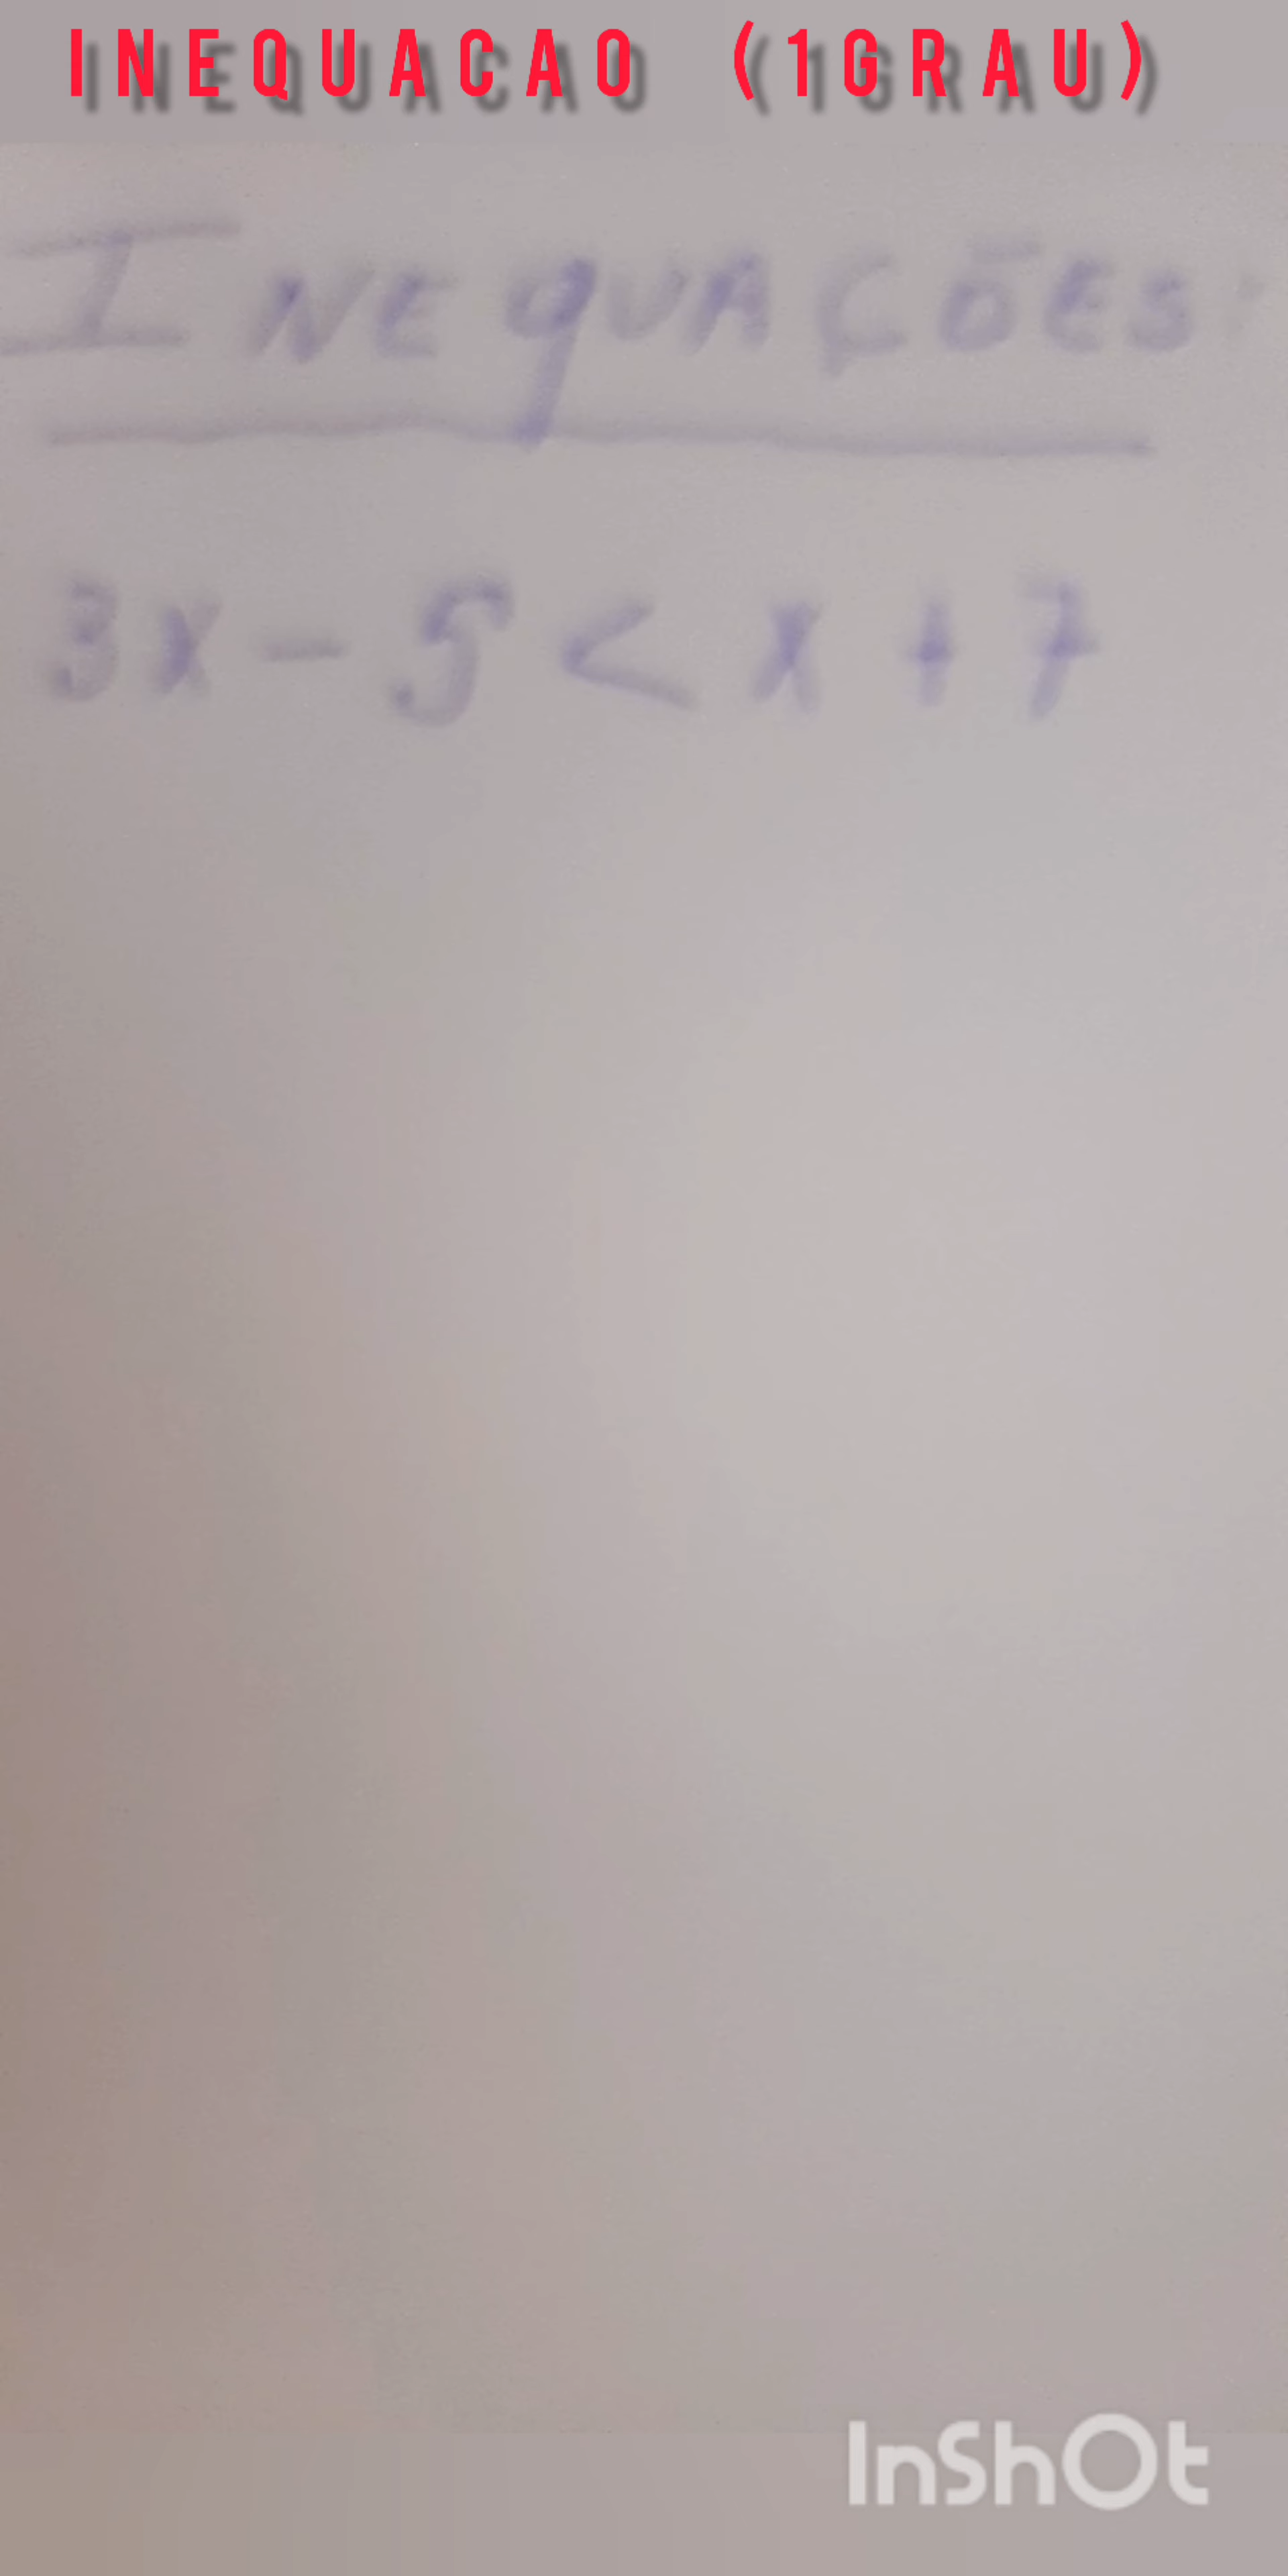 INEQUACAO (1GRAU)
INEQUAÇÕES:
3x - 5 < x + 7
InShOt